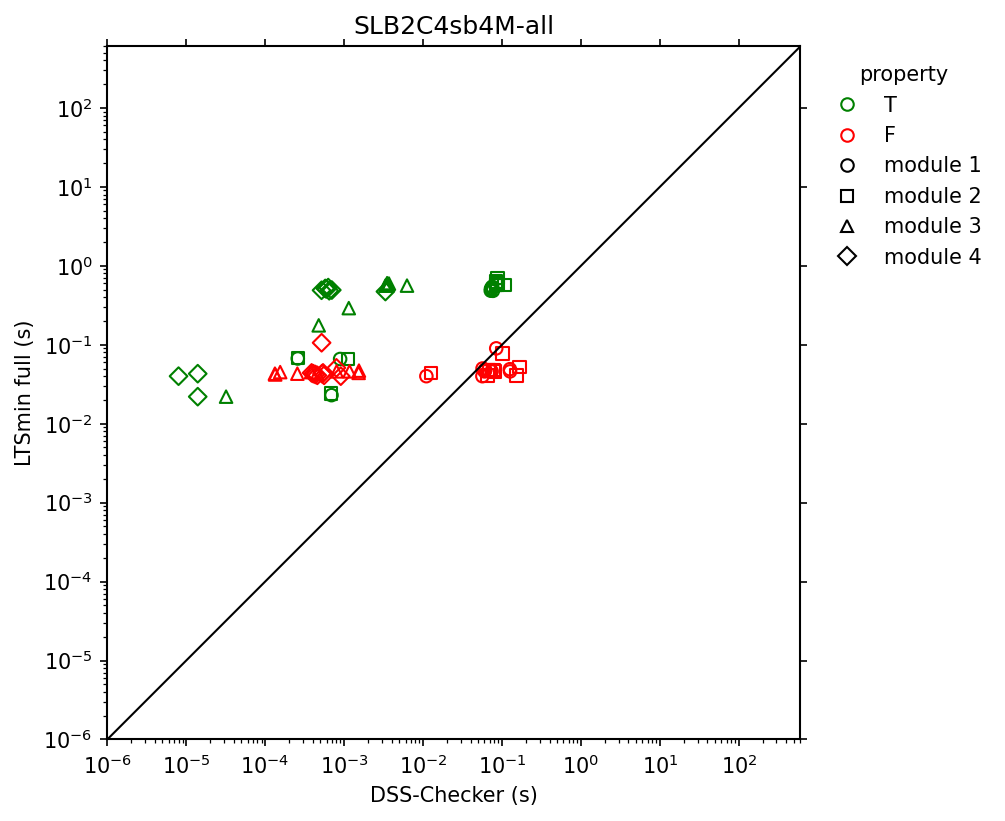 SLB2C4sb4M-all
property
T
F
module 1
module 2
module 3
module 4
LTSmin full (s)
10²
10¹
10⁰
10⁻¹
10⁻²
10⁻³
10⁻⁴
10⁻⁵
10⁻⁶
10⁻⁶ 10⁻⁵ 10⁻⁴ 10⁻³ 10⁻² 10⁻¹ 10⁰ 10¹ 10²
DSS-Checker (s)